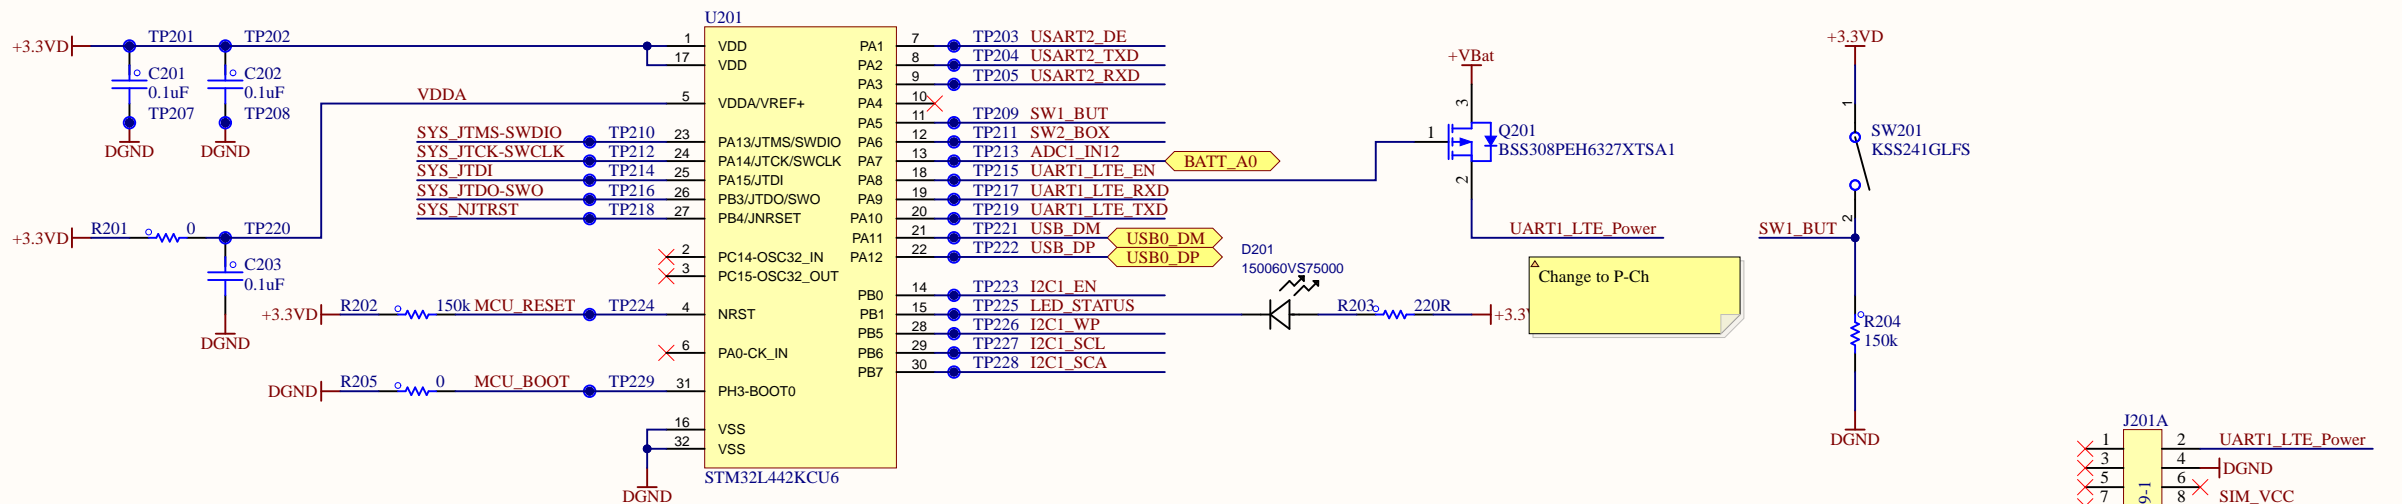 U201
+3.3VD
TP201
TP202
C201
0.1uF
TP207
DGND
C202
0.1uF
TP208
DGND
VDDA
SYS_JTMS-SWDIO
TP210
SYS_JTCK-SWCLK
TP212
SYS_JTDI
TP214
SYS_JTDO-SWO
TP216
SYS_NJTRST
TP218
+3.3VD
R201
0
TP220
C203
0.1uF
DGND
+3.3VD
R202
150k
MCU_RESET
TP224
DGND
R205
0
MCU_BOOT
TP229
DGND
1 VDD
17 VDD
5 VDDA/VREF+
23 PA13/JTMS/SWDIO
24 PA14/JTCK/SWCLK
25 PA15/JTDI
26 PB3/JTDO/SWO
27 PB4/JNRSET
2 PC14-OSC32_IN
3 PC15-OSC32_OUT
4 NRST
6 PA0-CK_IN
31 PH3-BOOT0
16 VSS
32 VSS
STM32L442KCU6
PA1 7 TP203 USART2_DE
PA2 8 TP204 USART2_TXD
PA3 9 TP205 USART2_RXD
PA4 10
PA5 11 TP209 SW1_BUT
PA6 12 TP211 SW2_BOX
PA7 13 TP213 ADC1_IN12 BATT_A0
PA8 18 TP215 UART1_LTE_EN
PA9 19 TP217 UART1_LTE_RXD
PA10 20 TP219 UART1_LTE_TXD
PA11 21 TP221 USB_DM USB0_DM
PA12 22 TP222 USB_DP USB0_DP
PB0 14 TP223 I2C1_EN
PB1 15 TP225 LED_STATUS
PB5 28 TP226 I2C1_WP
PB6 29 TP227 I2C1_SCL
PB7 30 TP228 I2C1_SCA
D201
150060VS75000
R203
220R
+3.3V
+VBat
3
1
2
Q201
BSS308PEH6327XTSA1
UART1_LTE_Power
Change to P-Ch
+3.3VD
1
SW201
KSS241GLFS
2
SW1_BUT
R204
150k
DGND
J201A
1
2
UART1_LTE_Power
3
4
DGND
5
6
7
8
SIM_VCC
9-1